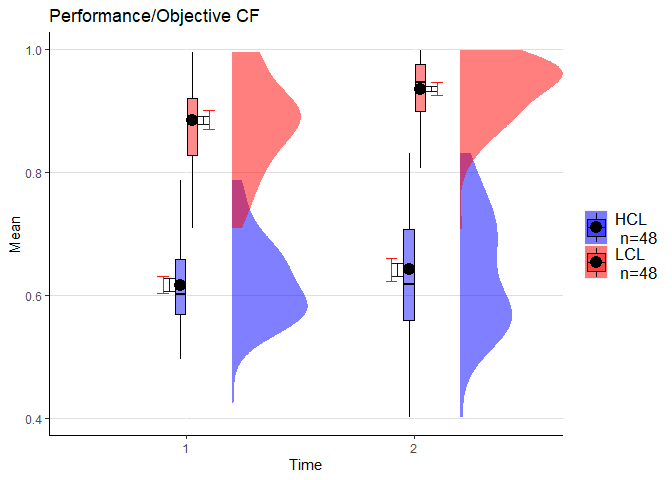 Performance/Objective CF
1.0
0.8
0.6
0.4
Mean
1
2
Time
HCL
n=48
LCL
n=48